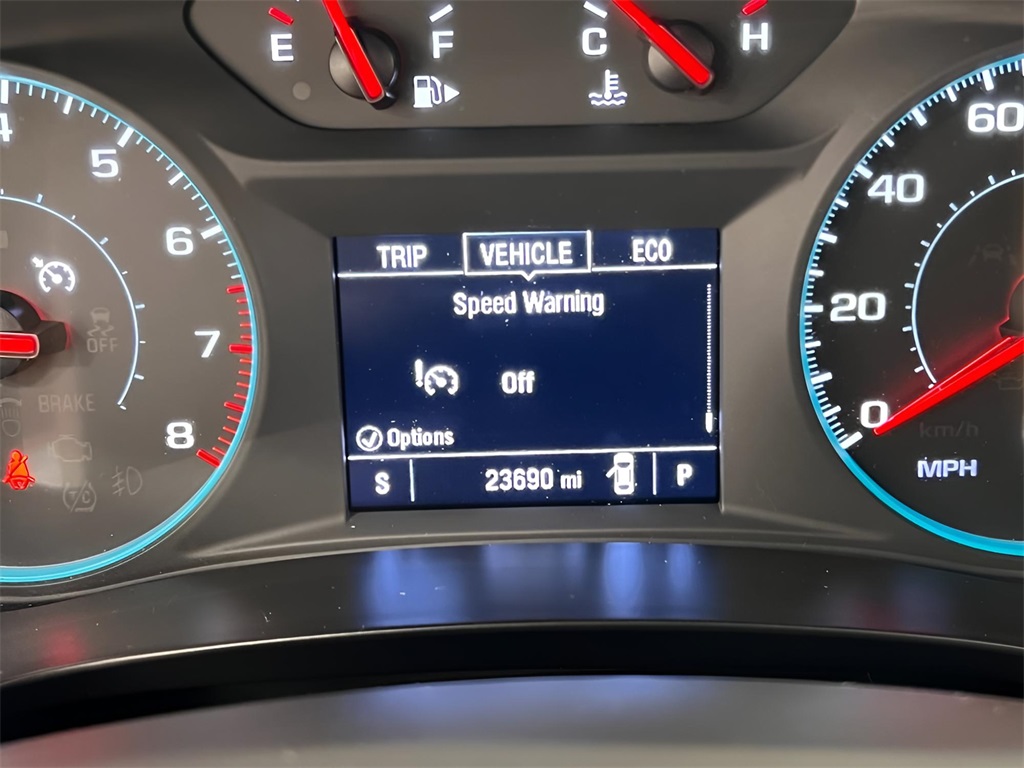 E F C H
4
5
6
7
8
OFF
BRAKE
TRIP VEHICLE ECO
Speed Warning
! Off
Options
S 23690 mi P
60
40
20
0
km/h
MPH